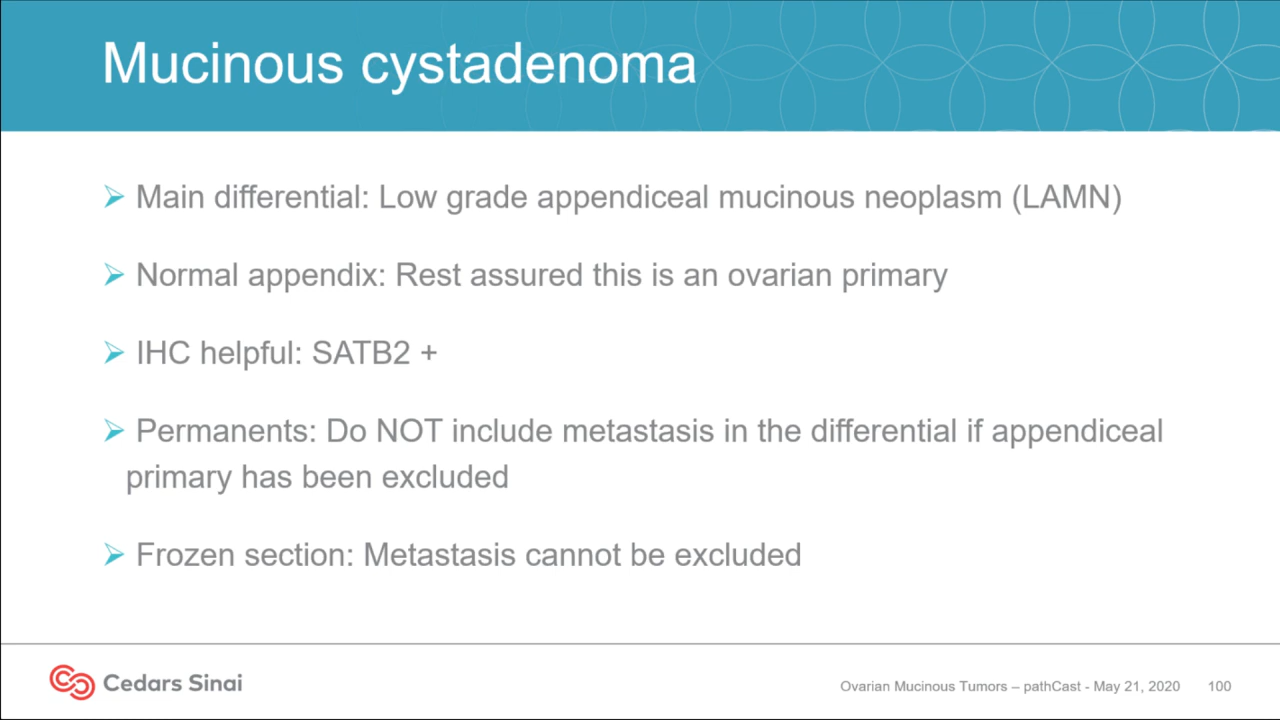 Mucinous cystadenoma
Main differential: Low grade appendiceal mucinous neoplasm (LAMN)
Normal appendix: Rest assured this is an ovarian primary
IHC helpful: SATB2 +
Permanents: Do NOT include metastasis in the differential if appendiceal
primary has been excluded
Frozen section: Metastasis cannot be excluded
Cedars Sinai
Ovarian Mucinous Tumors – pathCast - May 21, 2020 100